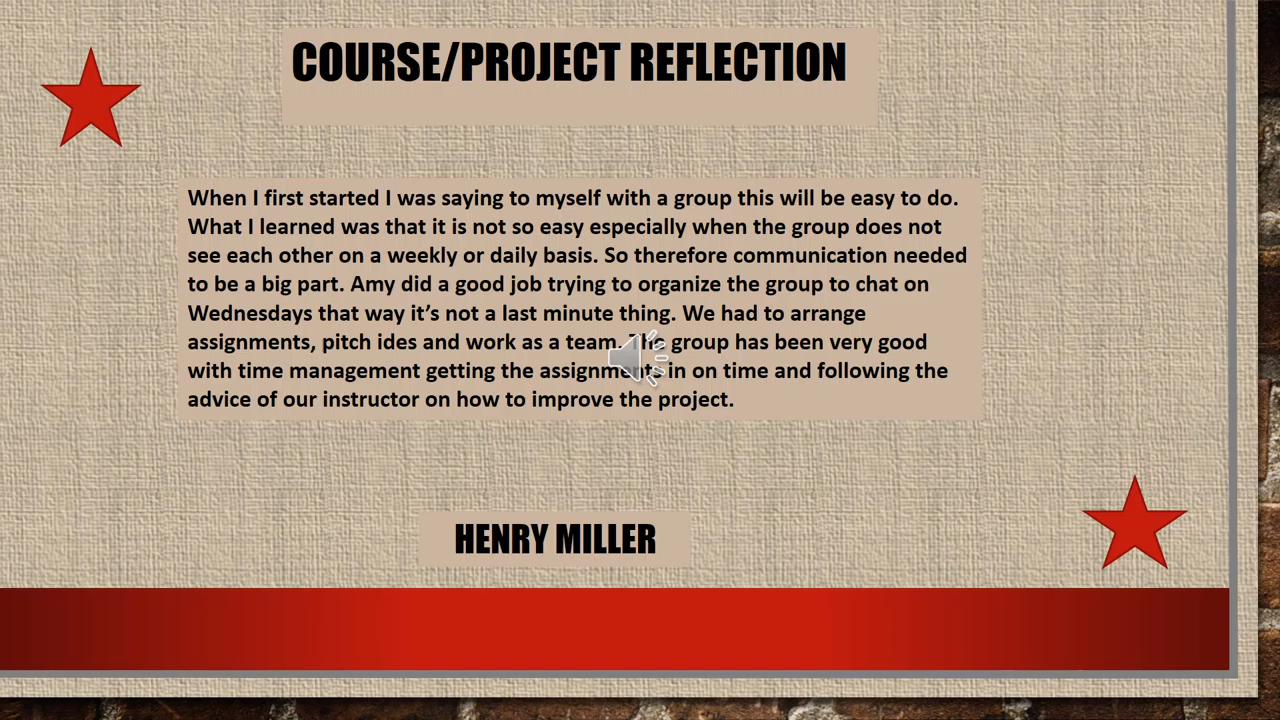 COURSE/PROJECT REFLECTION
When I first started I was saying to myself with a group this will be easy to do.
What I learned was that it is not so easy especially when the group does not
see each other on a weekly or daily basis. So therefore communication needed
to be a big part. Amy did a good job trying to organize the group to chat on
Wednesdays that way it’s not a last minute thing. We had to arrange
assignments, pitch ides and work as a team. The group has been very good
with time management getting the assignments in on time and following the
advice of our instructor on how to improve the project.
HENRY MILLER